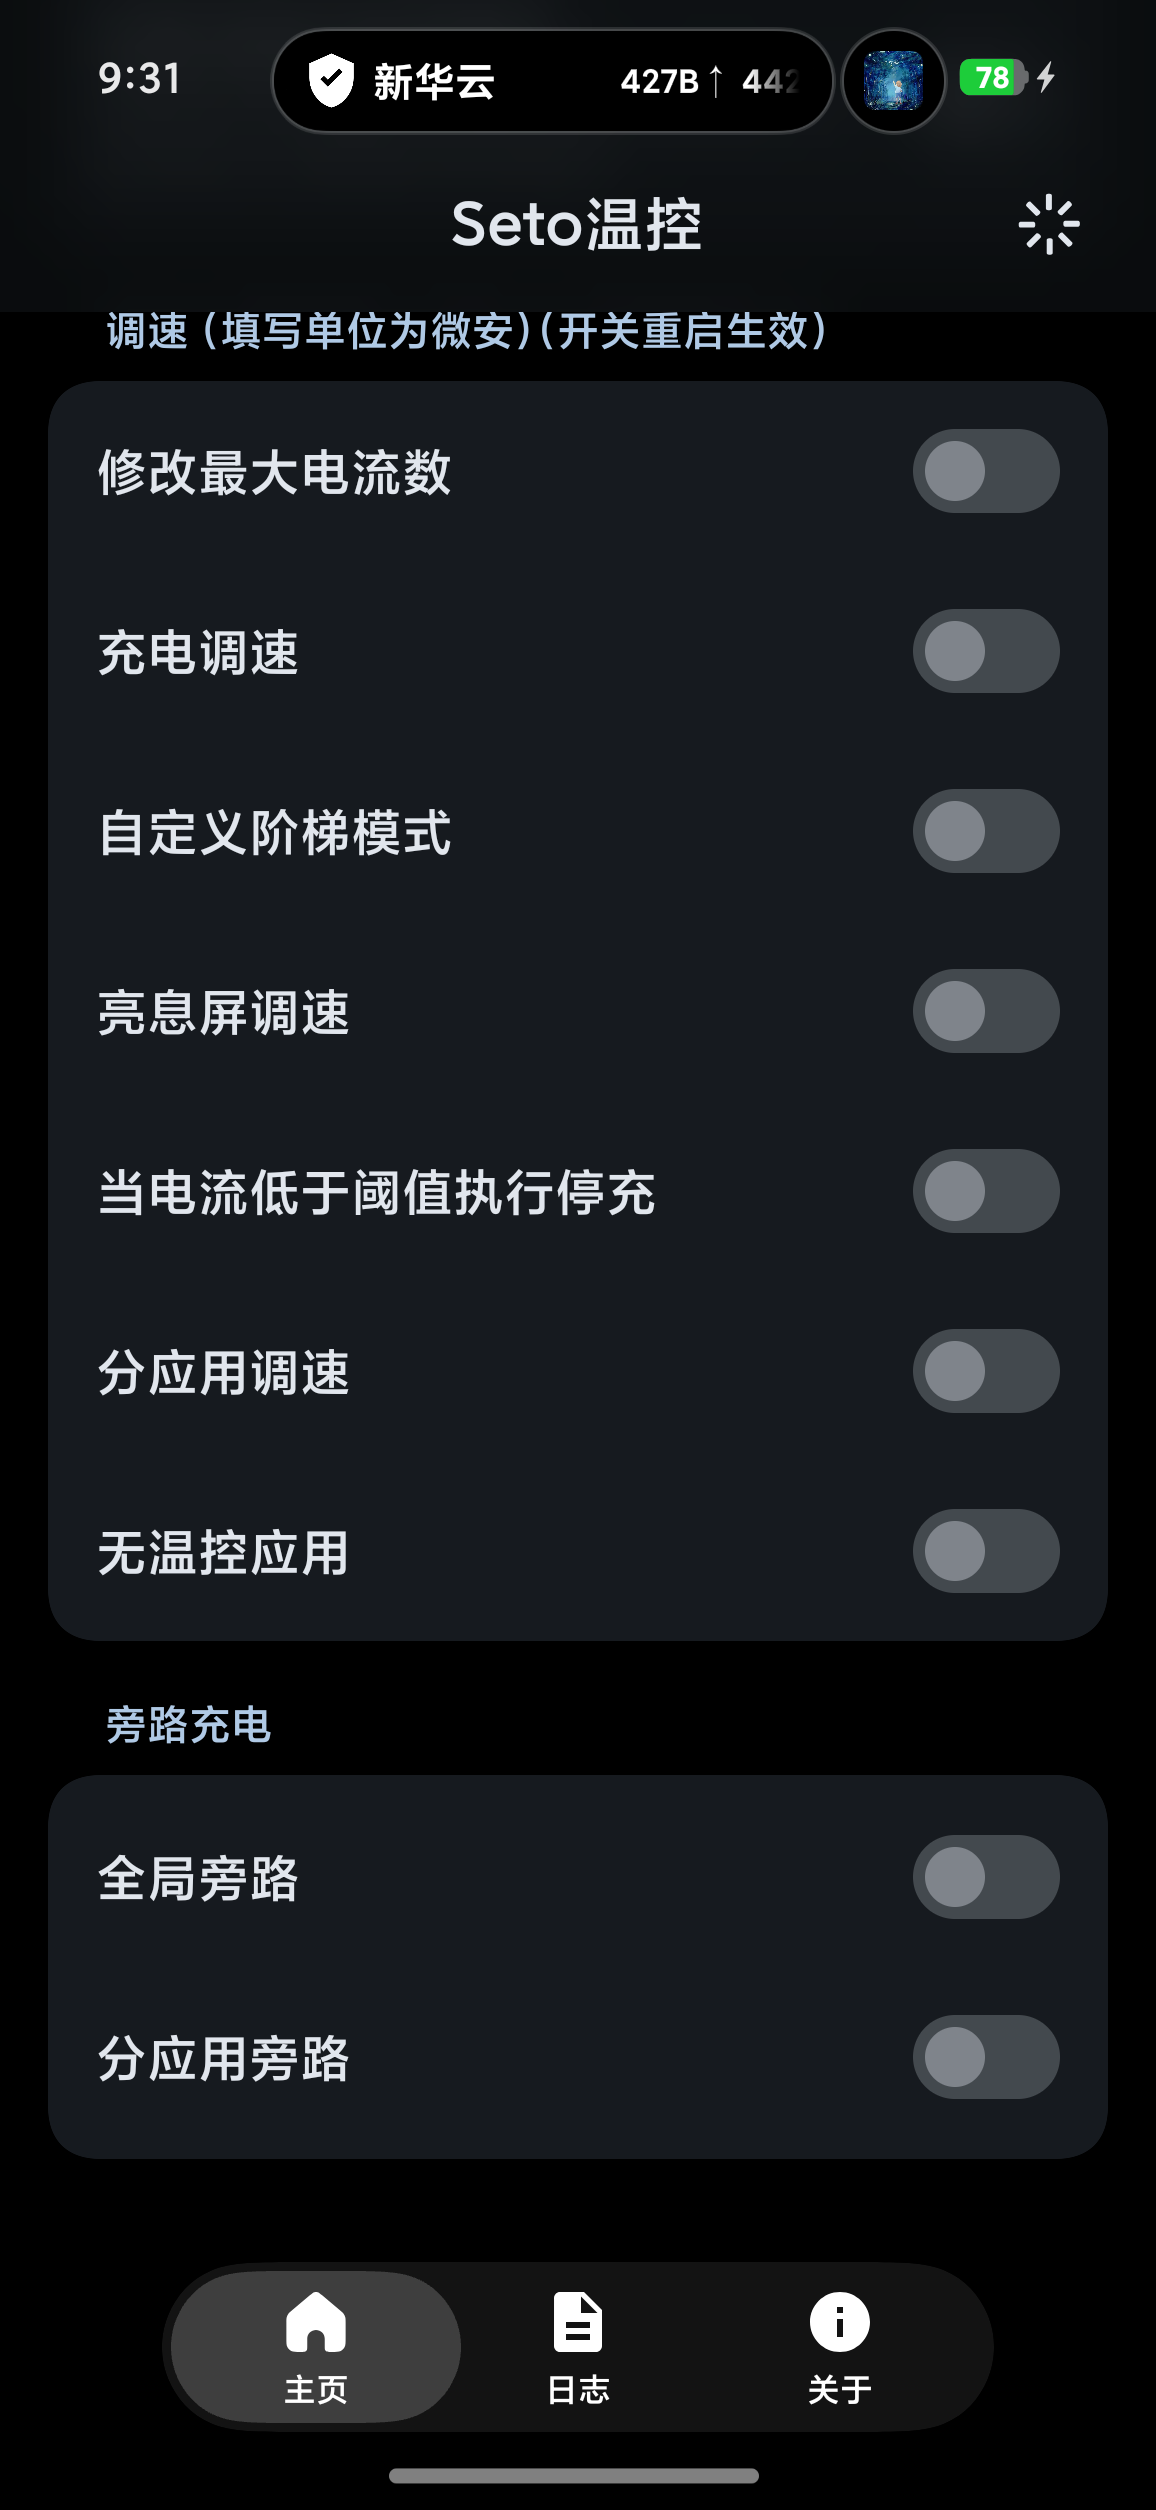 9:31
新华云 427B↑ 442
78
Seto温控
调速 (填写单位为微安)(开关重启生效)
修改最大电流数
充电调速
自定义阶梯模式
亮息屏调速
当电流低于阈值执行停充
分应用调速
无温控应用
旁路充电
全局旁路
分应用旁路
主页
日志
关于